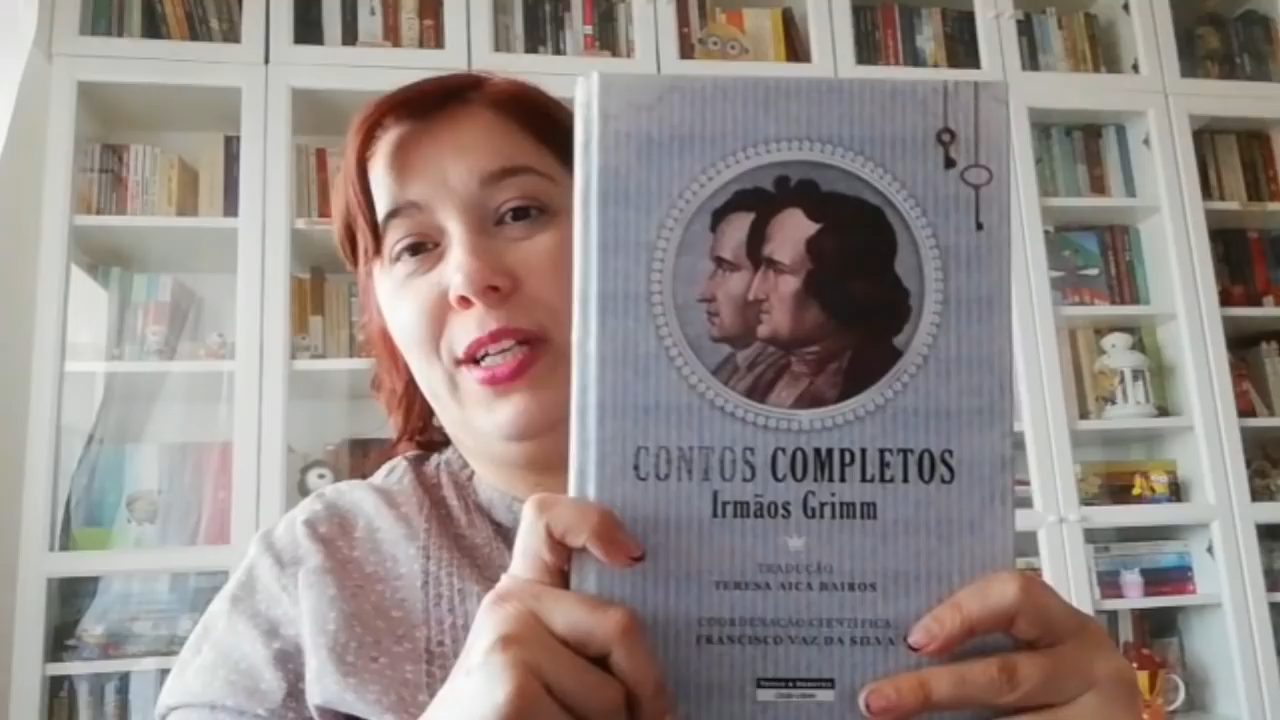 CONTOS COMPLETOS
Irmãos Grimm
TRADUÇÃO
TERESA AICA BAIROS
COORDENAÇÃO CIENTÍFICA
FRANCISCO VAZ DA SILVA